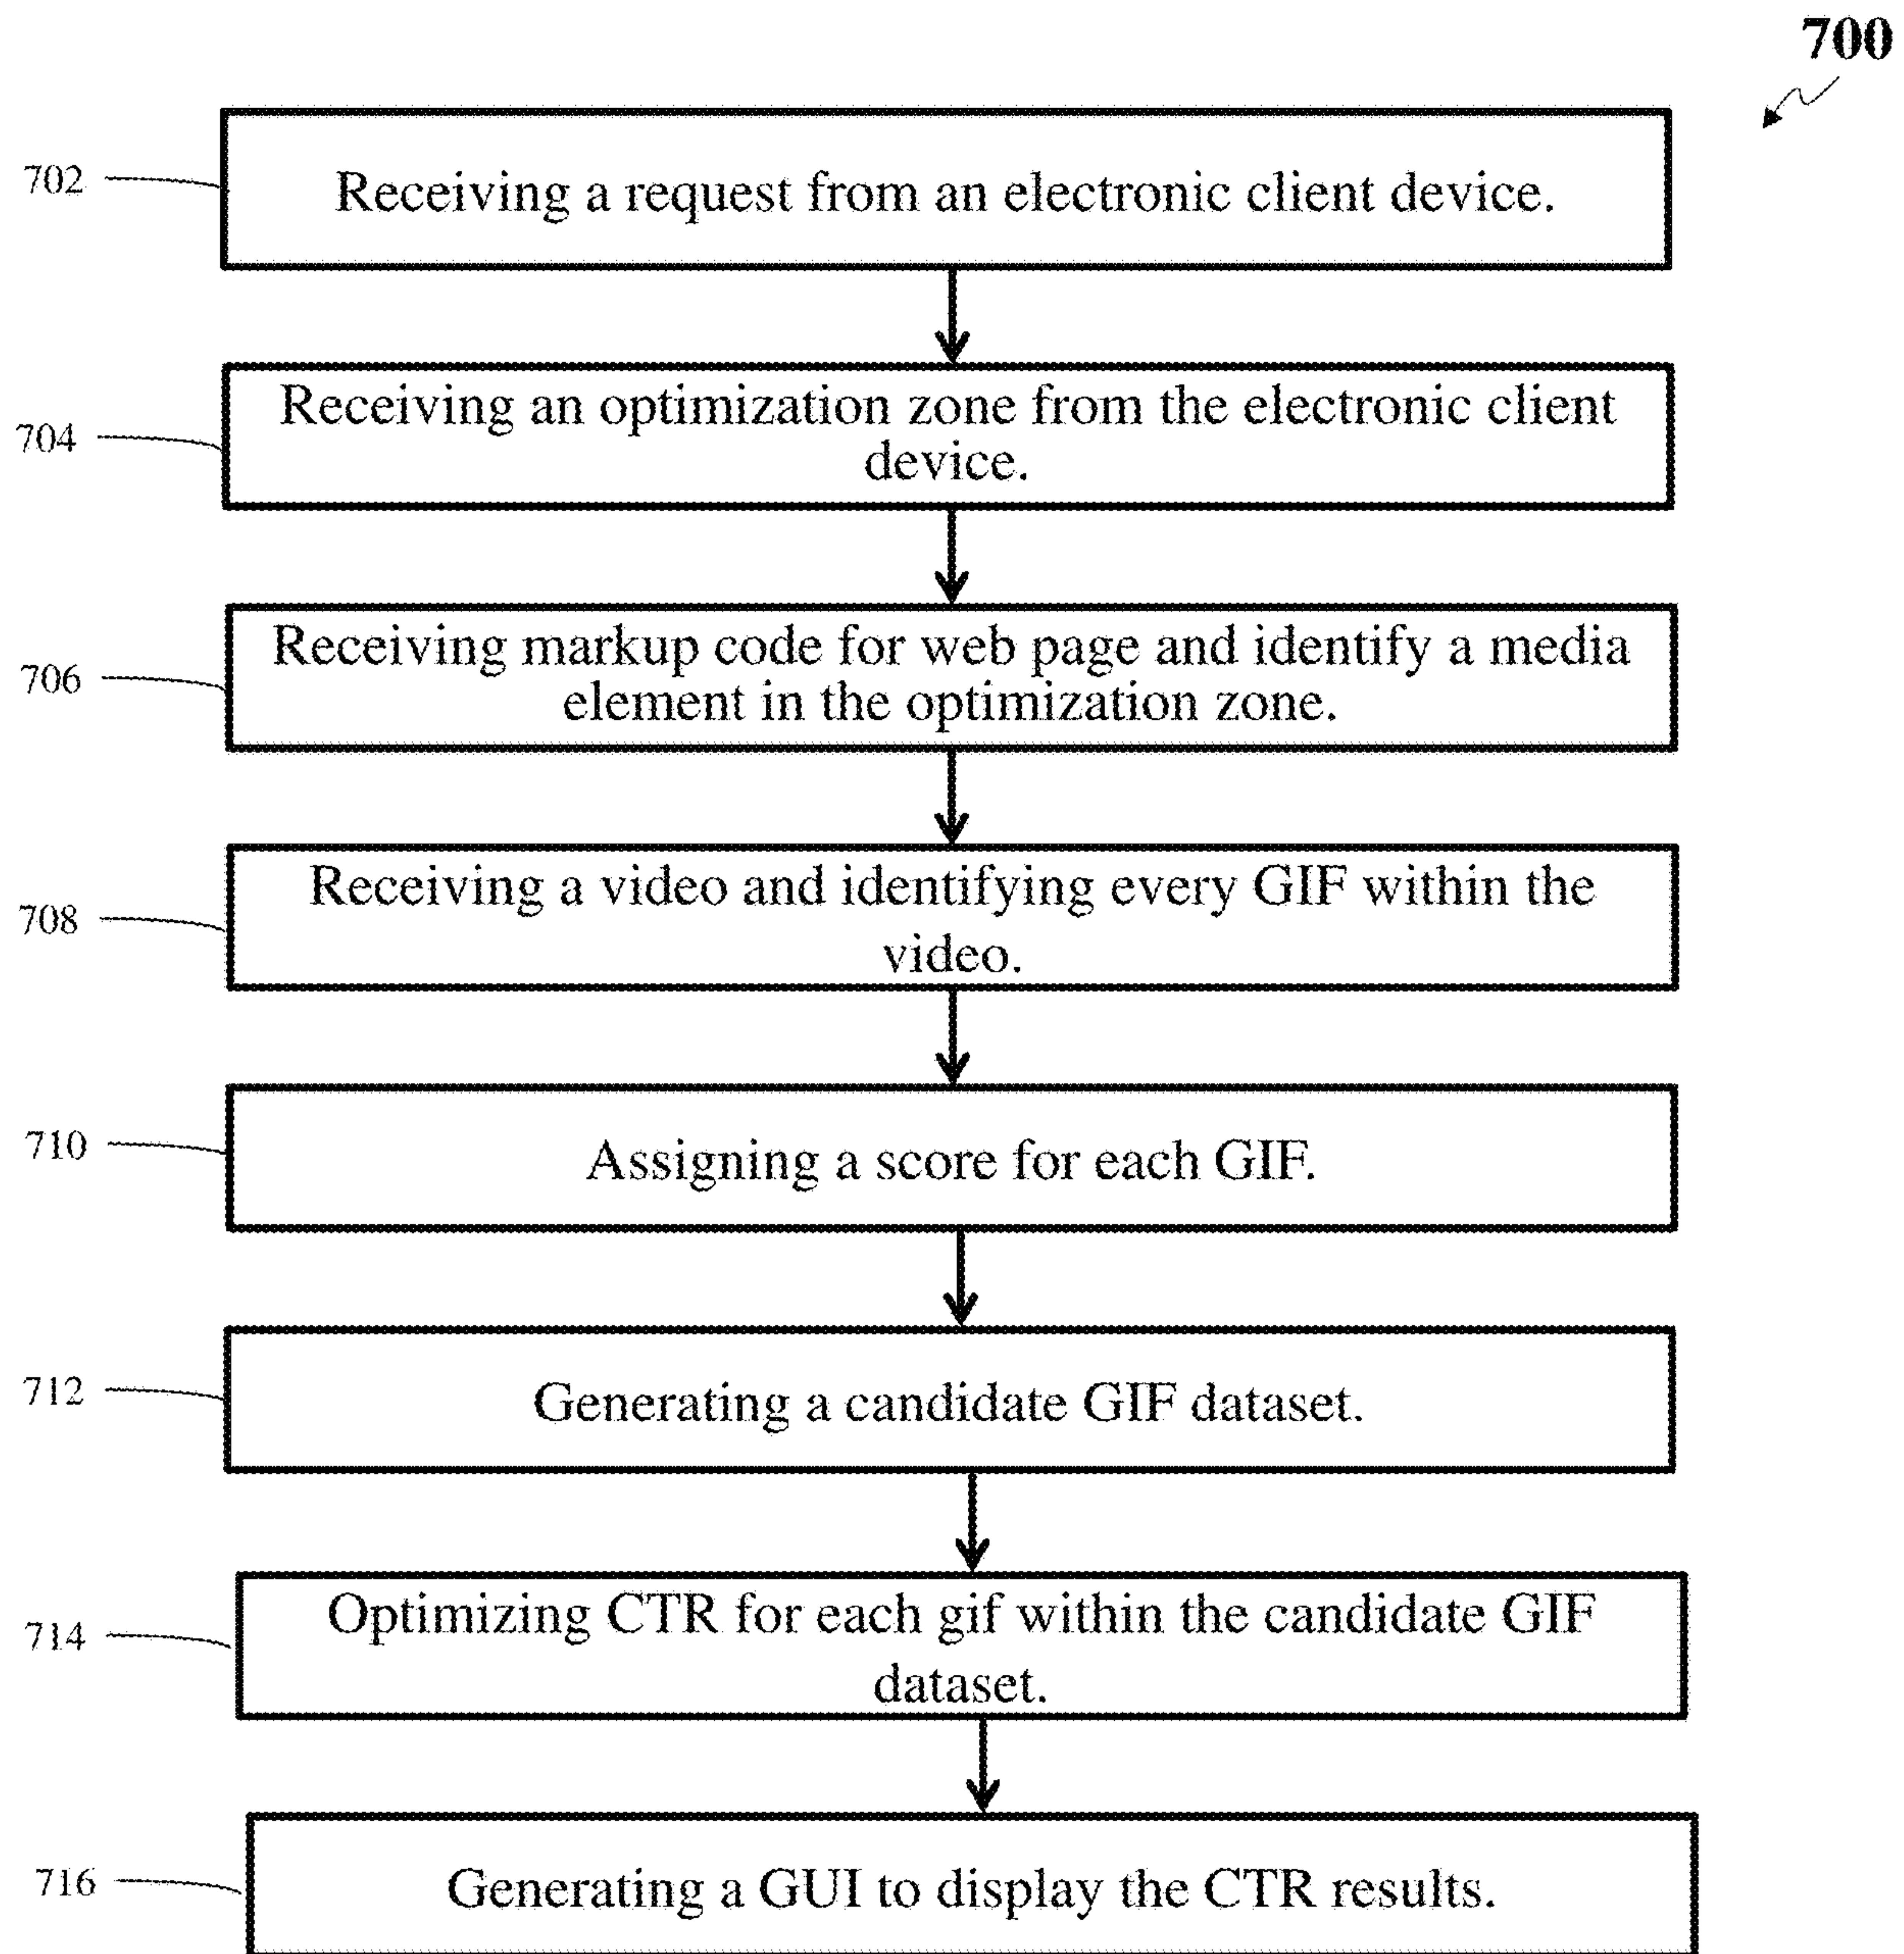 700
702
Receiving a request from an electronic client device.
704
Receiving an optimization zone from the electronic client
device.
706
Receiving markup code for web page and identify a media
element in the optimization zone.
708
Receiving a video and identifying every GIF within the
video.
710
Assigning a score for each GIF.
712
Generating a candidate GIF dataset.
714
Optimizing CTR for each gif within the candidate GIF
dataset.
716
Generating a GUI to display the CTR results.